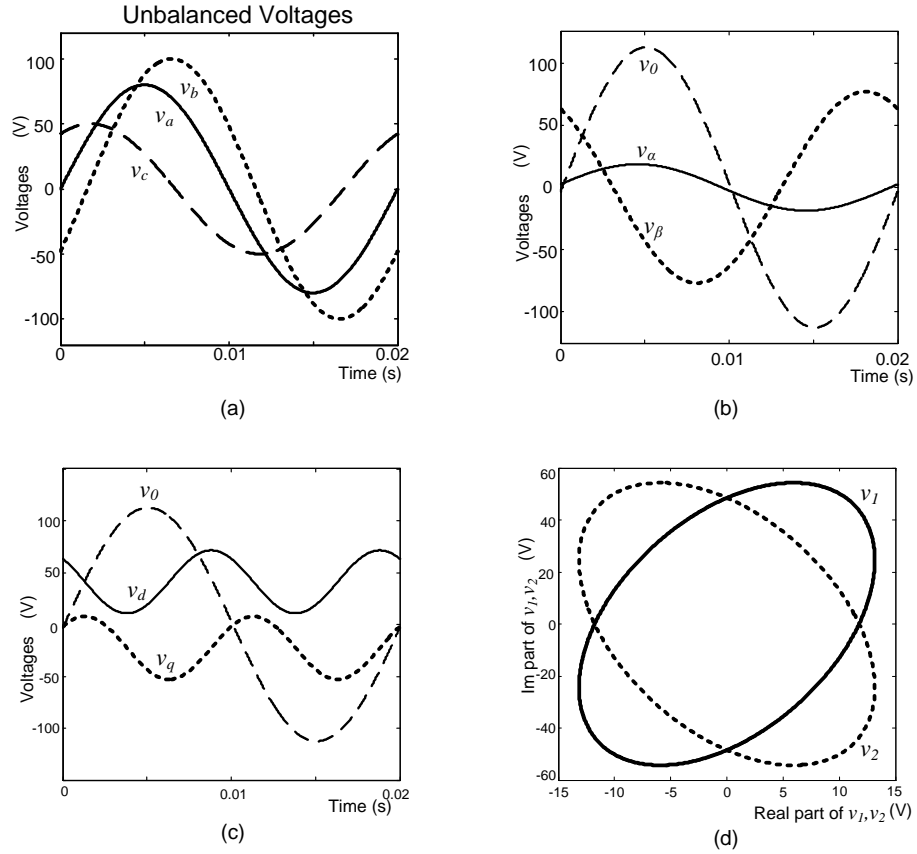 Unbalanced Voltages
Voltages (V)
100
50
0
-50
-100
v_b
v_a
v_c
0
0.01
0.02
Time (s)
(a)
Voltages (V)
100
50
0
-50
-100
v_0
v_α
v_β
0
0.01
0.02
Time (s)
(b)
Voltages (V)
100
50
0
-50
-100
v_0
v_d
v_q
0
0.01
0.02
Time (s)
(c)
Im part of v_1,v_2 (V)
60
40
20
0
-20
-40
-60
v_1
v_2
-15
-10
-5
0
5
10
15
Real part of v_1,v_2 (V)
(d)